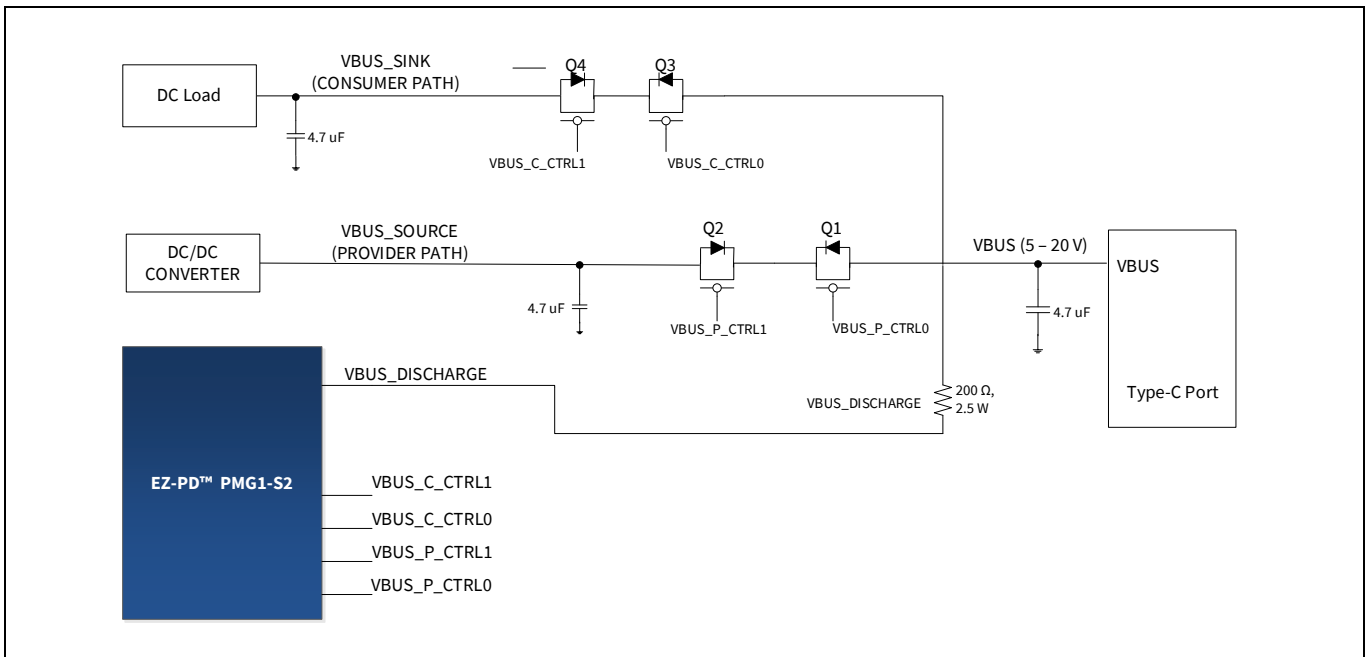 VBUS_SINK
(CONSUMER PATH)
Q4
Q3
DC Load
4.7 uF
VBUS_C_CTRL1
VBUS_C_CTRL0
VBUS_SOURCE
(PROVIDER PATH)
Q2
Q1
VBUS (5 – 20 V)
DC/DC
CONVERTER
VBUS
4.7 uF
4.7 uF
VBUS_P_CTRL1
VBUS_P_CTRL0
VBUS_DISCHARGE
VBUS_DISCHARGE
200 Ω,
2.5 W
Type-C Port
EZ-PD™ PMG1-S2
VBUS_C_CTRL1
VBUS_C_CTRL0
VBUS_P_CTRL1
VBUS_P_CTRL0